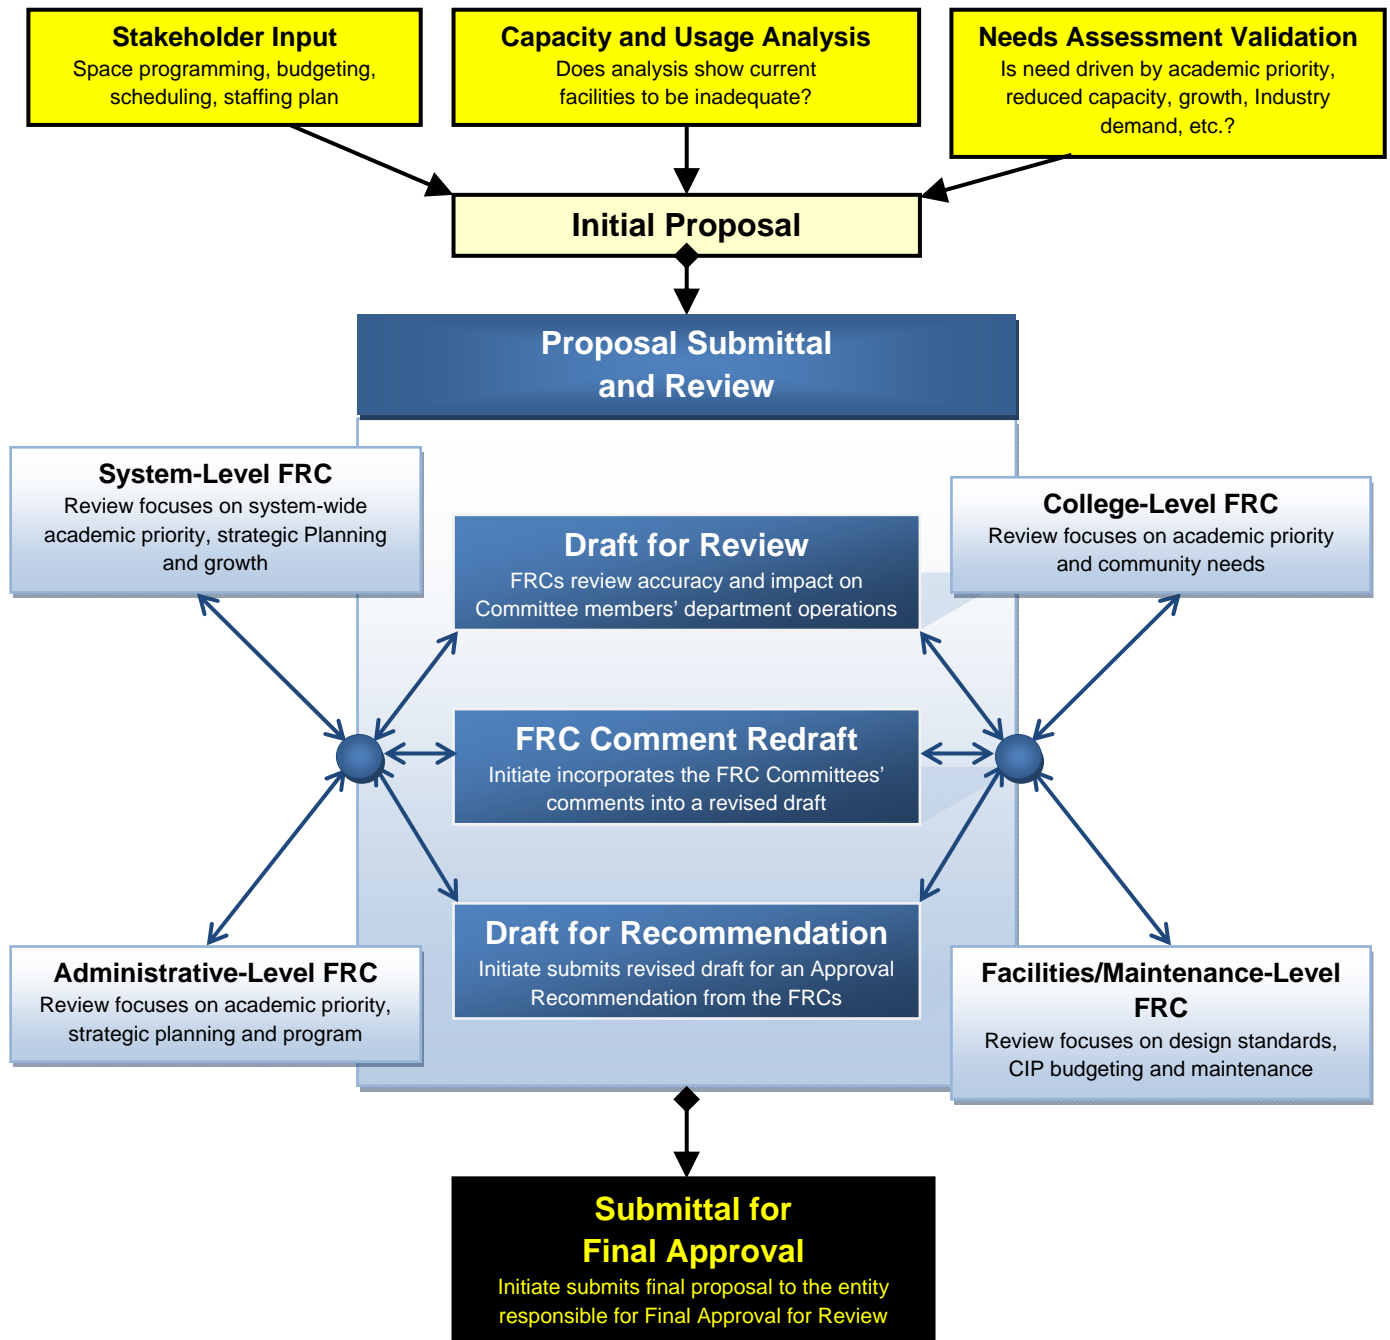 Stakeholder Input
Space programming, budgeting,
scheduling, staffing plan
Capacity and Usage Analysis
Does analysis show current
facilities to be inadequate?
Needs Assessment Validation
Is need driven by academic priority,
reduced capacity, growth, Industry
demand, etc.?
Initial Proposal
Proposal Submittal
and Review
System-Level FRC
Review focuses on system-wide
academic priority, strategic Planning
and growth
College-Level FRC
Review focuses on academic priority
and community needs
Draft for Review
FRCs review accuracy and impact on
Committee members’ department operations
FRC Comment Redraft
Initiate incorporates the FRC Committees’
comments into a revised draft
Draft for Recommendation
Initiate submits revised draft for an Approval
Recommendation from the FRCs
Administrative-Level FRC
Review focuses on academic priority,
strategic planning and program
Facilities/Maintenance-Level
FRC
Review focuses on design standards,
CIP budgeting and maintenance
Submittal for
Final Approval
Initiate submits final proposal to the entity
responsible for Final Approval for Review